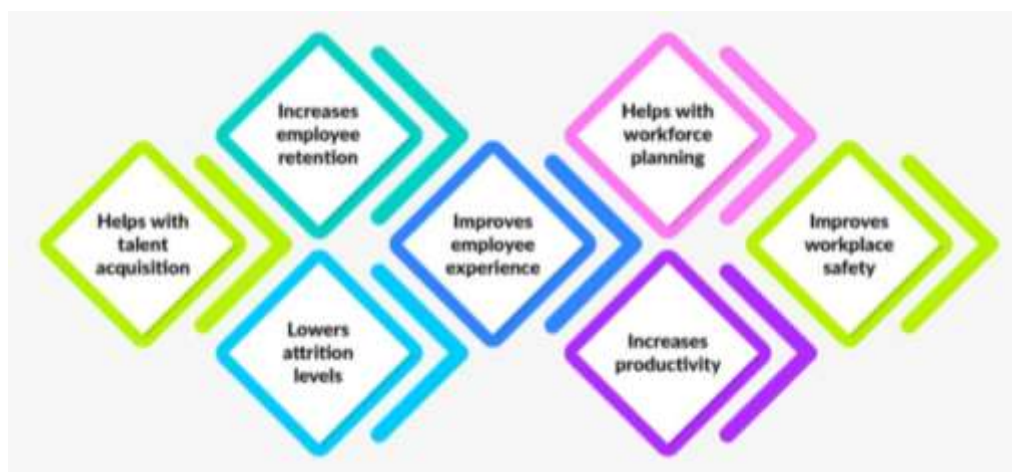 Helps with
talent
acquisition
Increases
employee
retention
Lowers
attrition
levels
Improves
employee
experience
Helps with
workforce
planning
Increases
productivity
Improves
workplace
safety